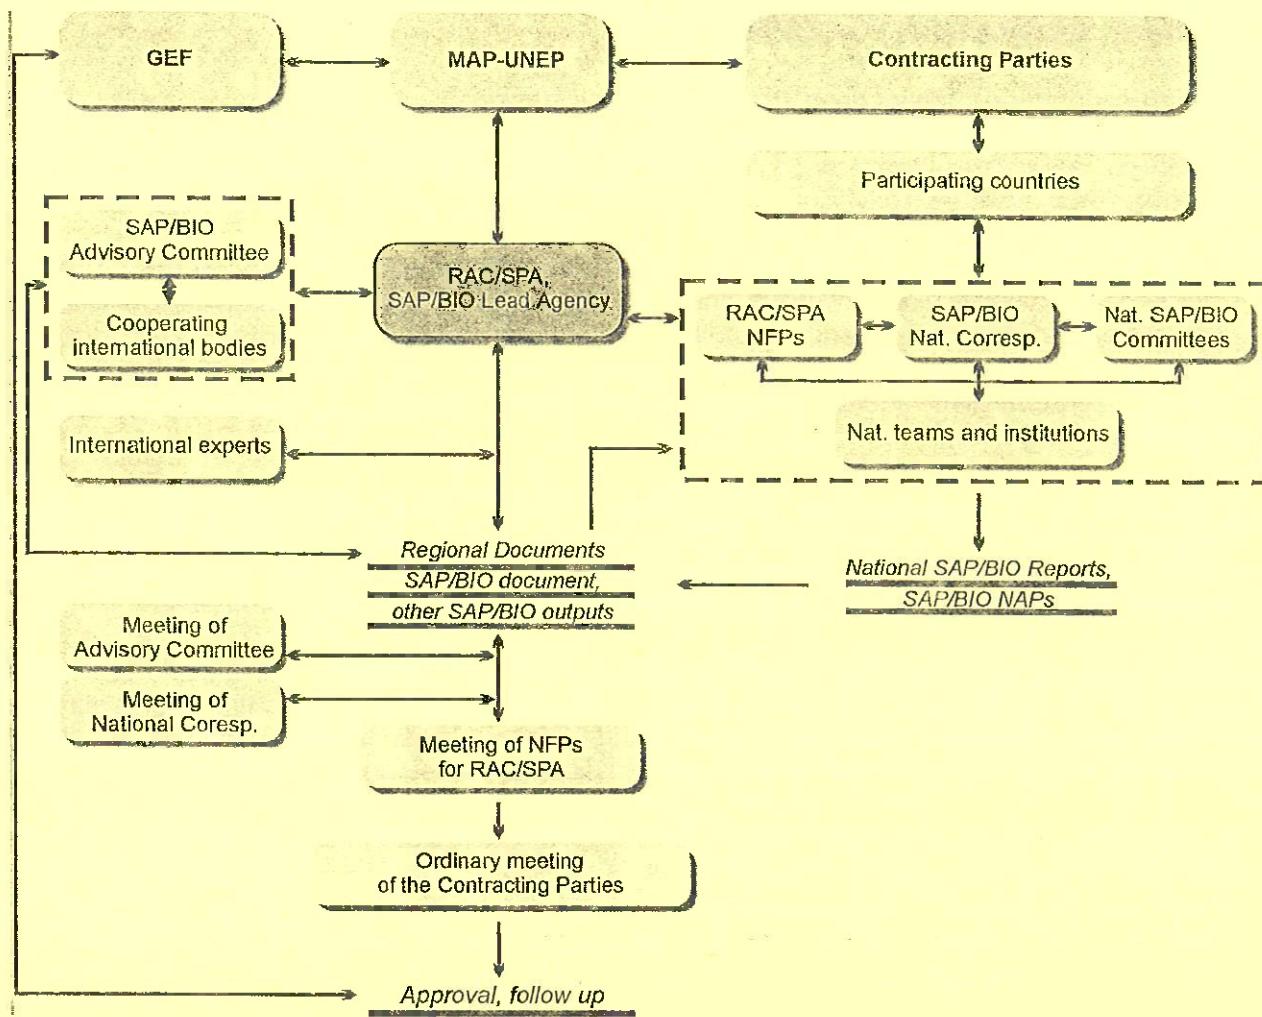 GEF
MAP-UNEP
Contracting Parties
Participating countries
SAP/BIO
Advisory Committee
Cooperating
international bodies
RAC/SPA,
SAP/BIO Lead Agency
RAC/SPA
NFPs
SAP/BIO
Nat. Corresp.
Nat. SAP/BIO
Committees
Nat. teams and institutions
International experts
Regional Documents
SAP/BIO document,
other SAP/BIO outputs
National SAP/BIO Reports,
SAP/BIO NAPs
Meeting of
Advisory Committee
Meeting of
National Coresp.
Meeting of NFPs
for RAC/SPA
Ordinary meeting
of the Contracting Parties
Approval, follow up